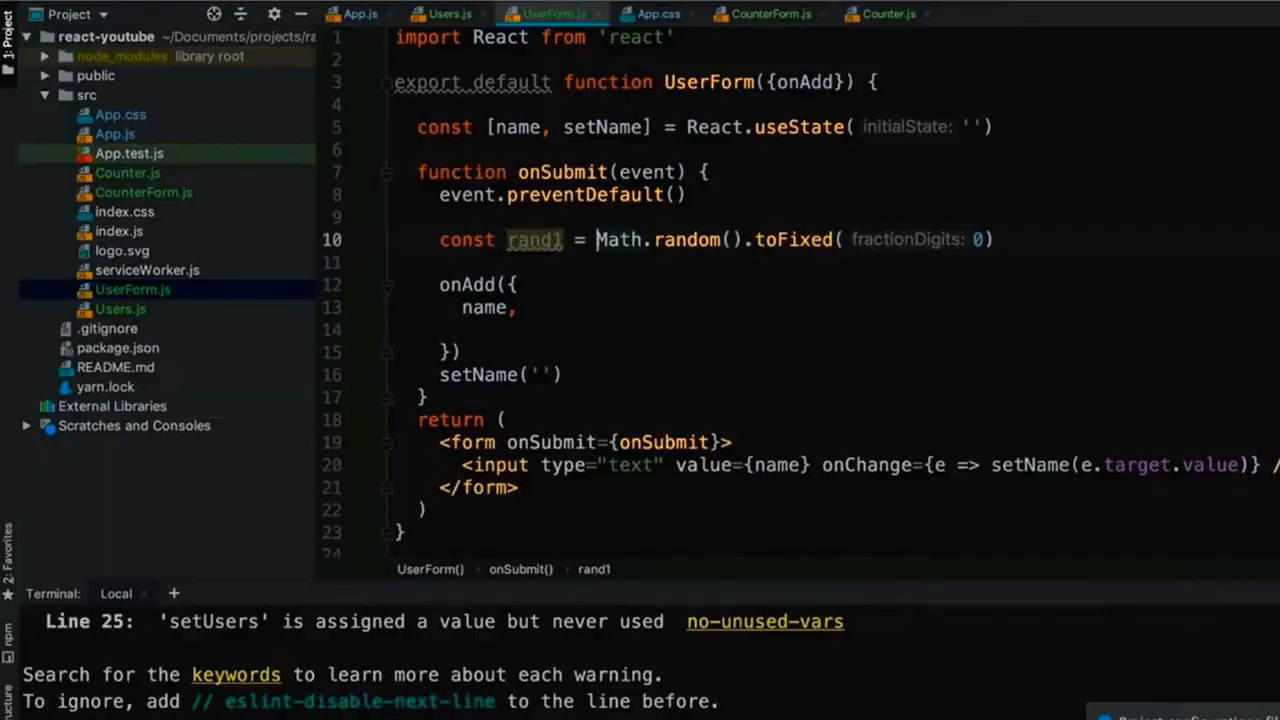 1: Project
Project
App.js
Users.js
UserForm.js
App.css
CounterForm.js
Counter.js
react-youtube ~/Documents/projects/ra
node_modules library root
public
src
App.css
App.js
App.test.js
Counter.js
CounterForm.js
index.css
index.js
logo.svg
serviceWorker.js
UserForm.js
Users.js
.gitignore
package.json
README.md
yarn.lock
External Libraries
Scratches and Consoles
1 import React from 'react'
2
3 export default function UserForm({onAdd}) {
4
5 const [name, setName] = React.useState( initialState: '')
6
7 function onSubmit(event) {
8 event.preventDefault()
9
10 const rand1 = Math.random().toFixed( fractionDigits: 0)
11
12 onAdd({
13 name,
14
15 })
16 setName('')
17 }
18 return (
19 <form onSubmit={onSubmit}>
20 <input type="text" value={name} onChange={e => setName(e.target.value)} /
21 </form>
22 )
23 }
24
UserForm() onSubmit() rand1
2: Favorites
npm
Terminal: Local +
Line 25: 'setUsers' is assigned a value but never used no-unused-vars
Search for the keywords to learn more about each warning.
To ignore, add // eslint-disable-next-line to the line before.